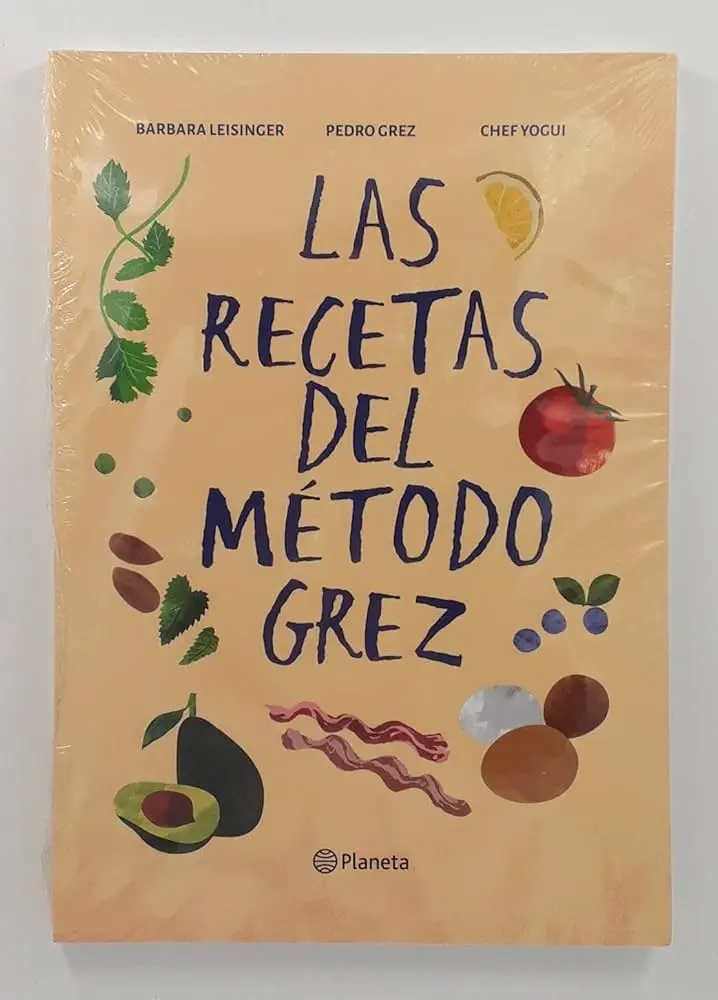 BARBARA LEISINGER PEDRO GREZ CHEF YOGUI
LAS
RECETAS
DEL
MÉTODO
GREZ
Planeta